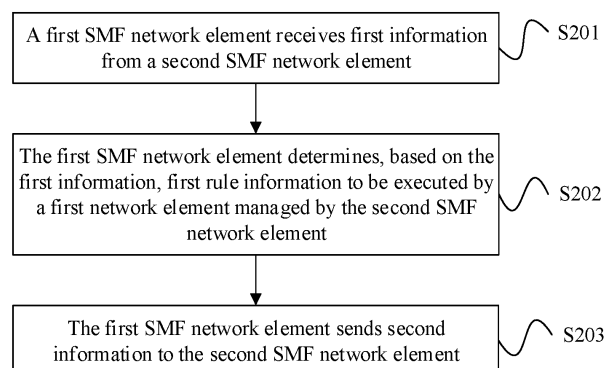 A first SMF network element receives first information
from a second SMF network element
S201
The first SMF network element determines, based on the
first information, first rule information to be executed by
a first network element managed by the second SMF
network element
S202
The first SMF network element sends second
information to the second SMF network element
S203